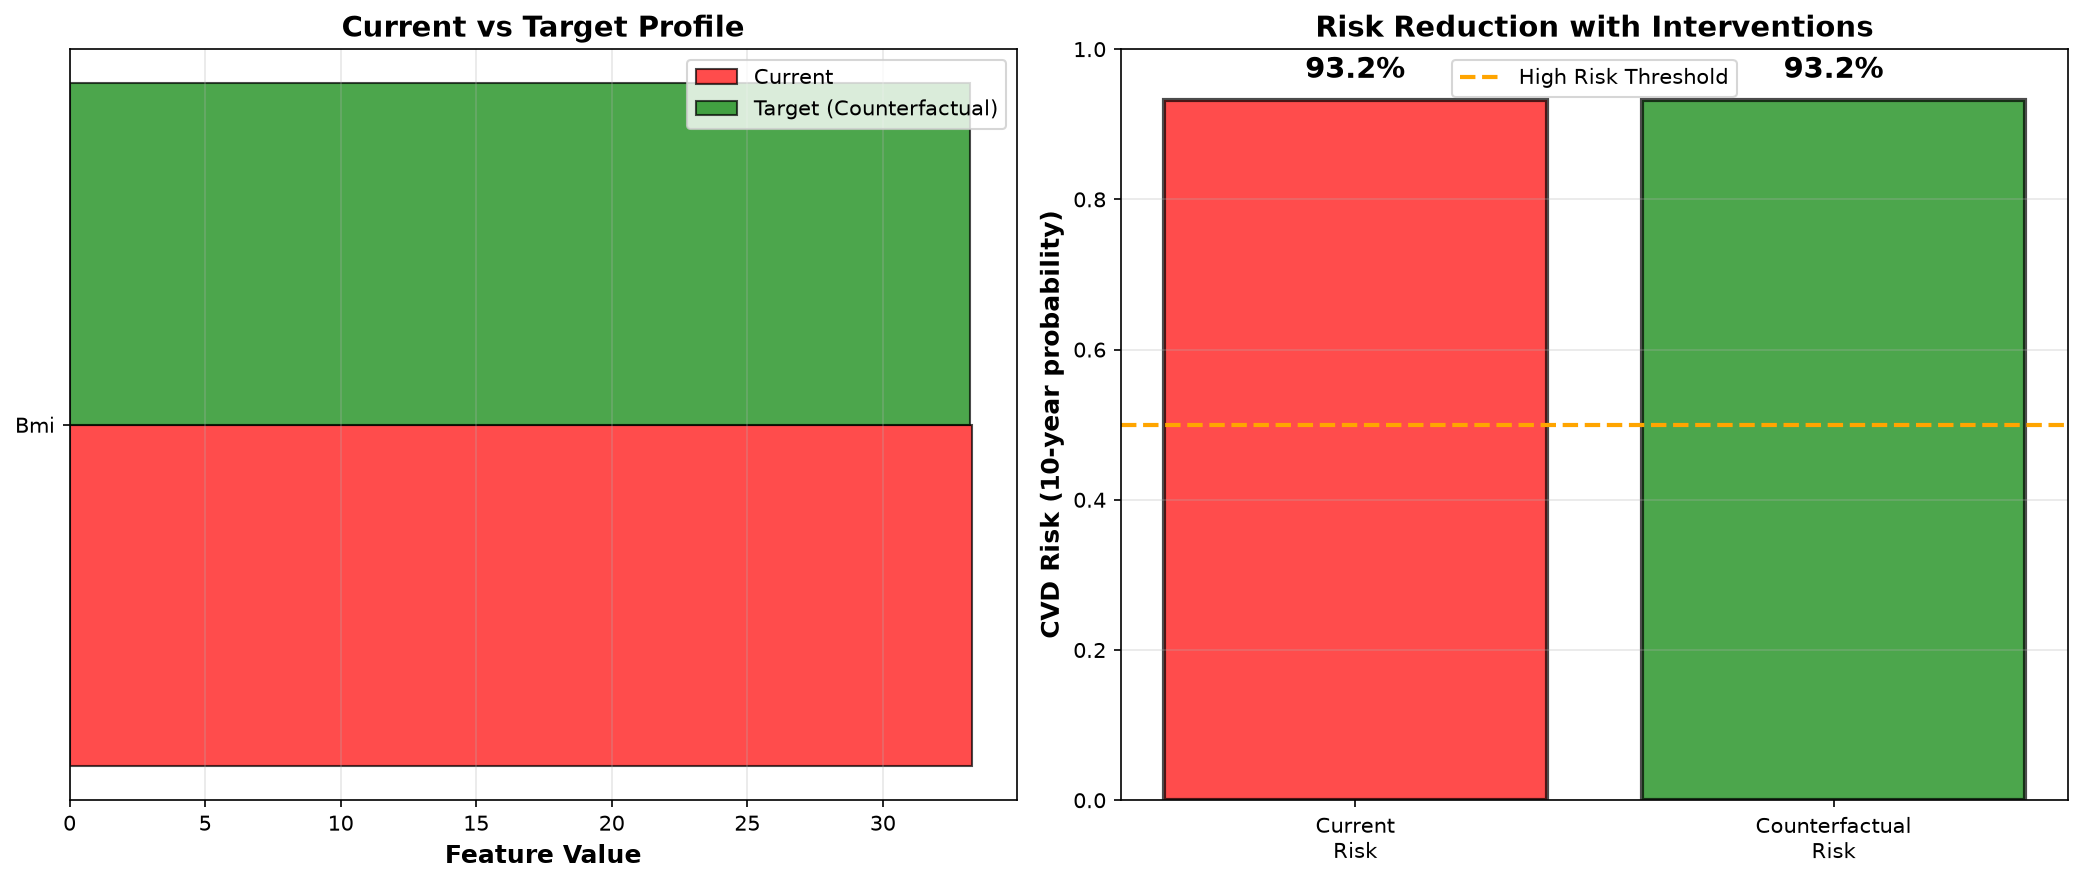 Current vs Target Profile
Current
Target (Counterfactual)
Bmi
0 5 10 15 20 25 30
Feature Value
Risk Reduction with Interventions
93.2% High Risk Threshold 93.2%
CVD Risk (10-year probability)
1.0
0.8
0.6
0.4
0.2
0.0
Current
Risk
Counterfactual
Risk